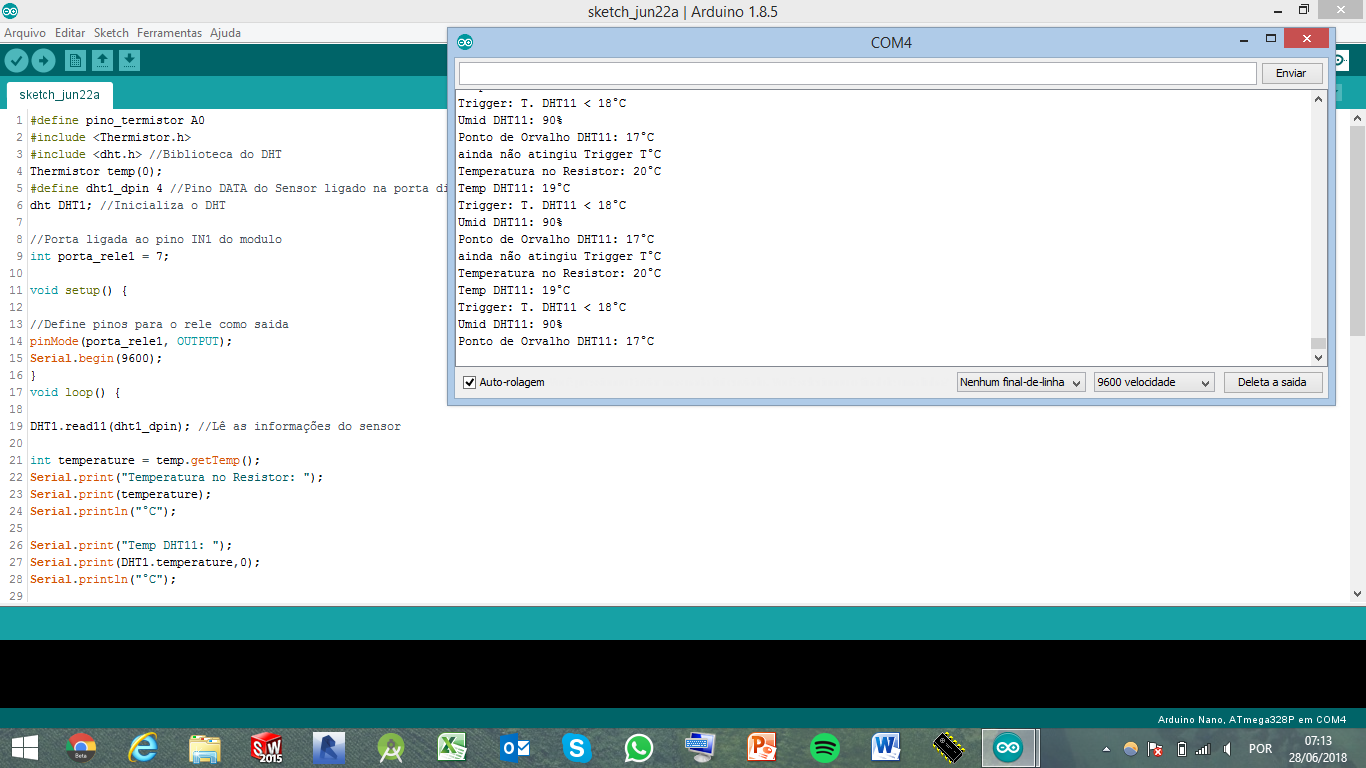 sketch_jun22a | Arduino 1.8.5
Arquivo Editar Sketch Ferramentas Ajuda
sketch_jun22a
1 #define pino_termistor A0
2 #include <Thermistor.h>
3 #include <dht.h> //Biblioteca do DHT
4 Thermistor temp(0);
5 #define dht1_dpin 4 //Pino DATA do Sensor ligado na porta di
6 dht DHT1; //Inicializa o DHT
7
8 //Porta ligada ao pino IN1 do modulo
9 int porta_rele1 = 7;
10
11 void setup() {
12
13 //Define pinos para o rele como saida
14 pinMode(porta_rele1, OUTPUT);
15 Serial.begin(9600);
16 }
17 void loop() {
18
19 DHT1.read11(dht1_dpin); //Lê as informações do sensor
20
21 int temperature = temp.getTemp();
22 Serial.print("Temperatura no Resistor: ");
23 Serial.print(temperature);
24 Serial.println("°C");
25
26 Serial.print("Temp DHT11: ");
27 Serial.print(DHT1.temperature,0);
28 Serial.println("°C");
29
COM4
Enviar
Trigger: T. DHT11 < 18°C
Umid DHT11: 90%
Ponto de Orvalho DHT11: 17°C
ainda não atingiu Trigger T°C
Temperatura no Resistor: 20°C
Temp DHT11: 19°C
Trigger: T. DHT11 < 18°C
Umid DHT11: 90%
Ponto de Orvalho DHT11: 17°C
ainda não atingiu Trigger T°C
Temperatura no Resistor: 20°C
Temp DHT11: 19°C
Trigger: T. DHT11 < 18°C
Umid DHT11: 90%
Ponto de Orvalho DHT11: 17°C
Auto-rolagem Nenhum final-de-linha 9600 velocidade Deleta a saida
Arduino Nano, ATmega328P em COM4
Beta
SW
2015
POR
07:13
28/06/2018